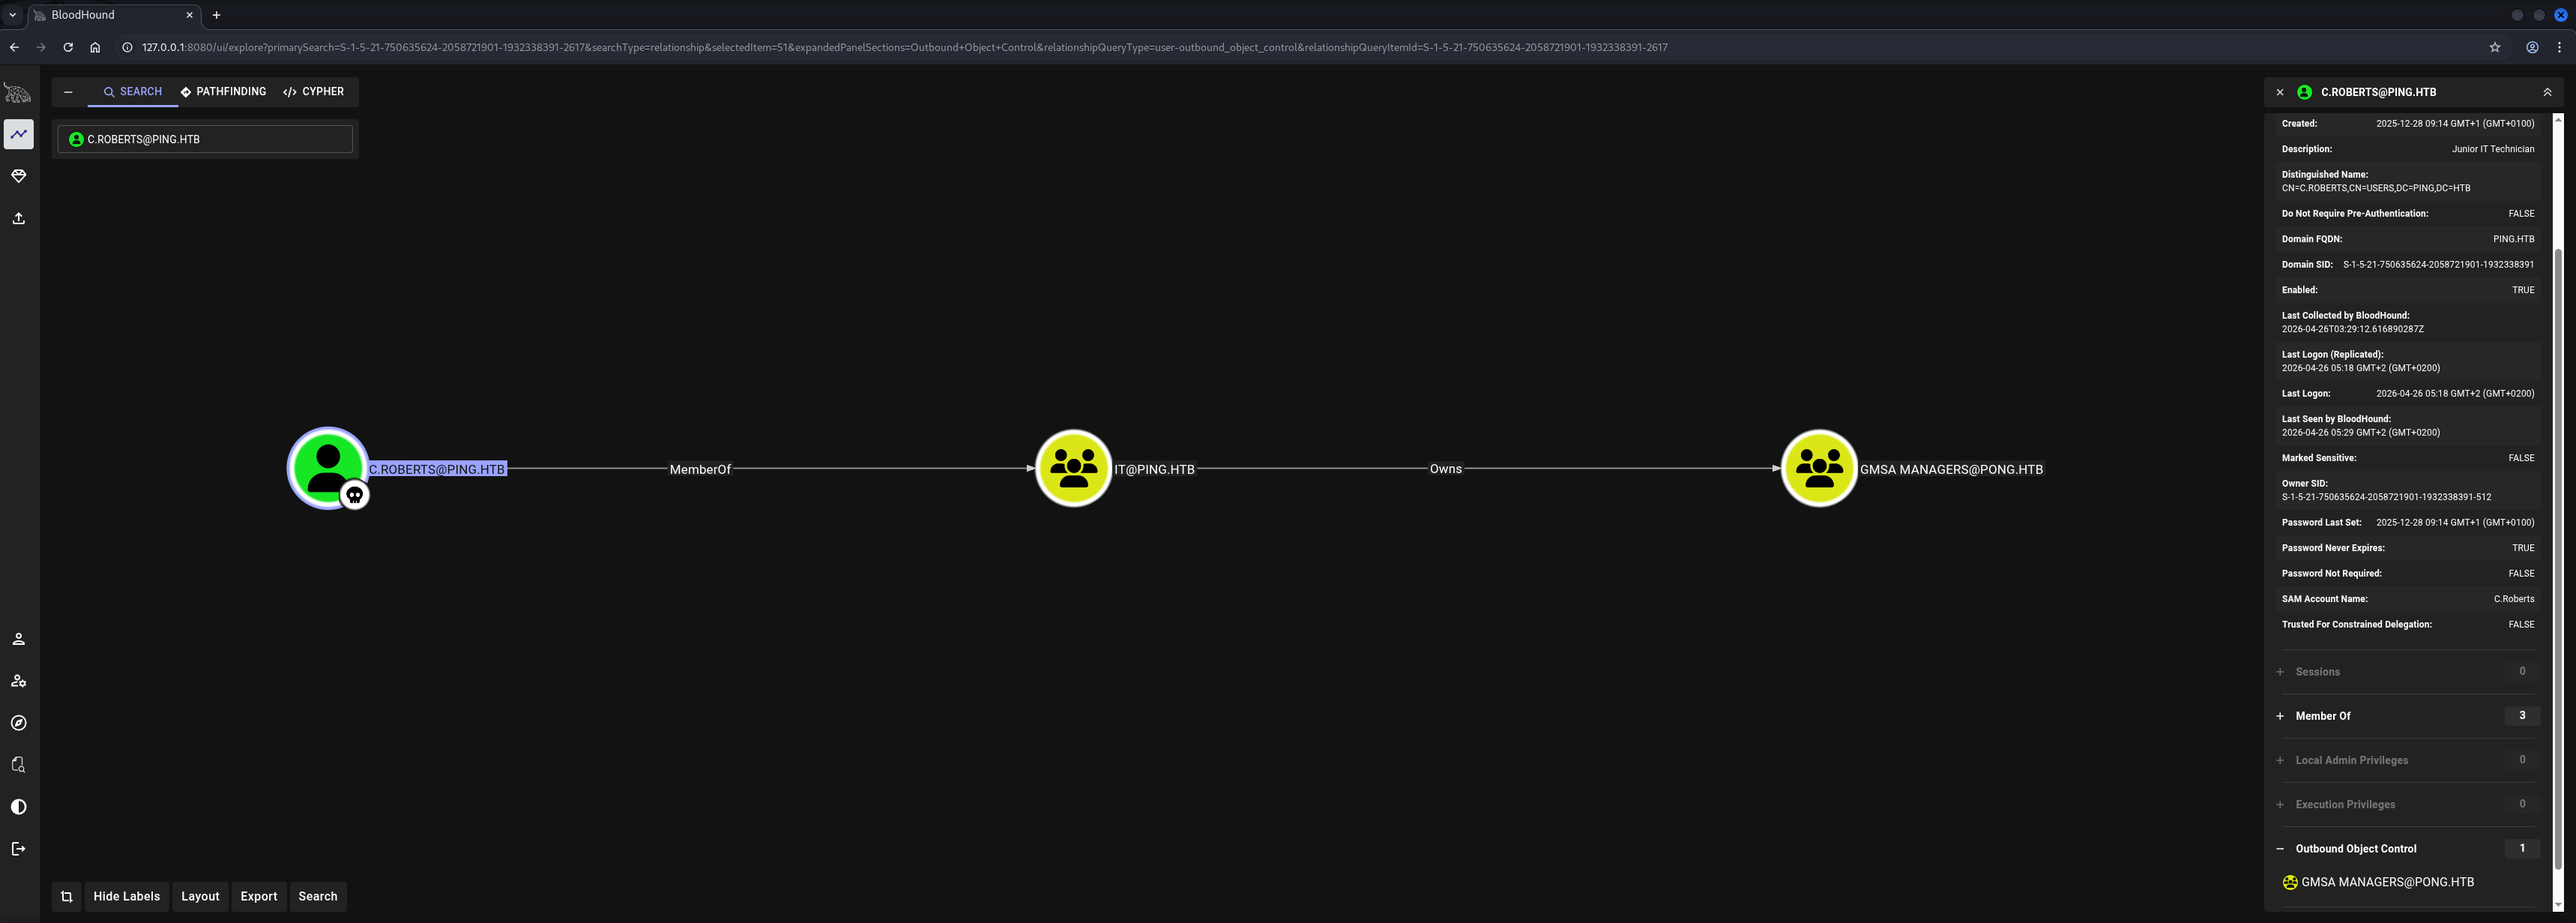 BloodHound
127.0.0.1:8080/ui/explore?primarySearch=S-1-5-21-750635624-2058721901-1932338391-2617&searchType=relationship&selectedItem=51&expandedPanelSections=Outbound+Object+Control&relationshipQueryType=user-outbound_object_control&relationshipQueryItemId=S-1-5-21-750635624-2058721901-1932338391-2617
SEARCH PATHFINDING CYPHER
C.ROBERTS@PING.HTB
C.ROBERTS@PING.HTB MemberOf IT@PING.HTB Owns GMSA MANAGERS@PONG.HTB
Hide Labels Layout Export Search
C.ROBERTS@PING.HTB
Created: 2025-12-28 09:14 GMT+1 (GMT+0100)
Description: Junior IT Technician
Distinguished Name:
CN=C.ROBERTS,CN=USERS,DC=PING,DC=HTB
Do Not Require Pre-Authentication: FALSE
Domain FQDN: PING.HTB
Domain SID: S-1-5-21-750635624-2058721901-1932338391
Enabled: TRUE
Last Collected by BloodHound:
2026-04-26T03:29:12.616890287Z
Last Logon (Replicated):
2026-04-26 05:18 GMT+2 (GMT+0200)
Last Logon: 2026-04-26 05:18 GMT+2 (GMT+0200)
Last Seen by BloodHound:
2026-04-26 05:29 GMT+2 (GMT+0200)
Marked Sensitive: FALSE
Owner SID:
S-1-5-21-750635624-2058721901-1932338391-512
Password Last Set: 2025-12-28 09:14 GMT+1 (GMT+0100)
Password Never Expires: TRUE
Password Not Required: FALSE
SAM Account Name: C.Roberts
Trusted For Constrained Delegation: FALSE
Sessions 0
Member Of 3
Local Admin Privileges 0
Execution Privileges 0
Outbound Object Control 1
GMSA MANAGERS@PONG.HTB